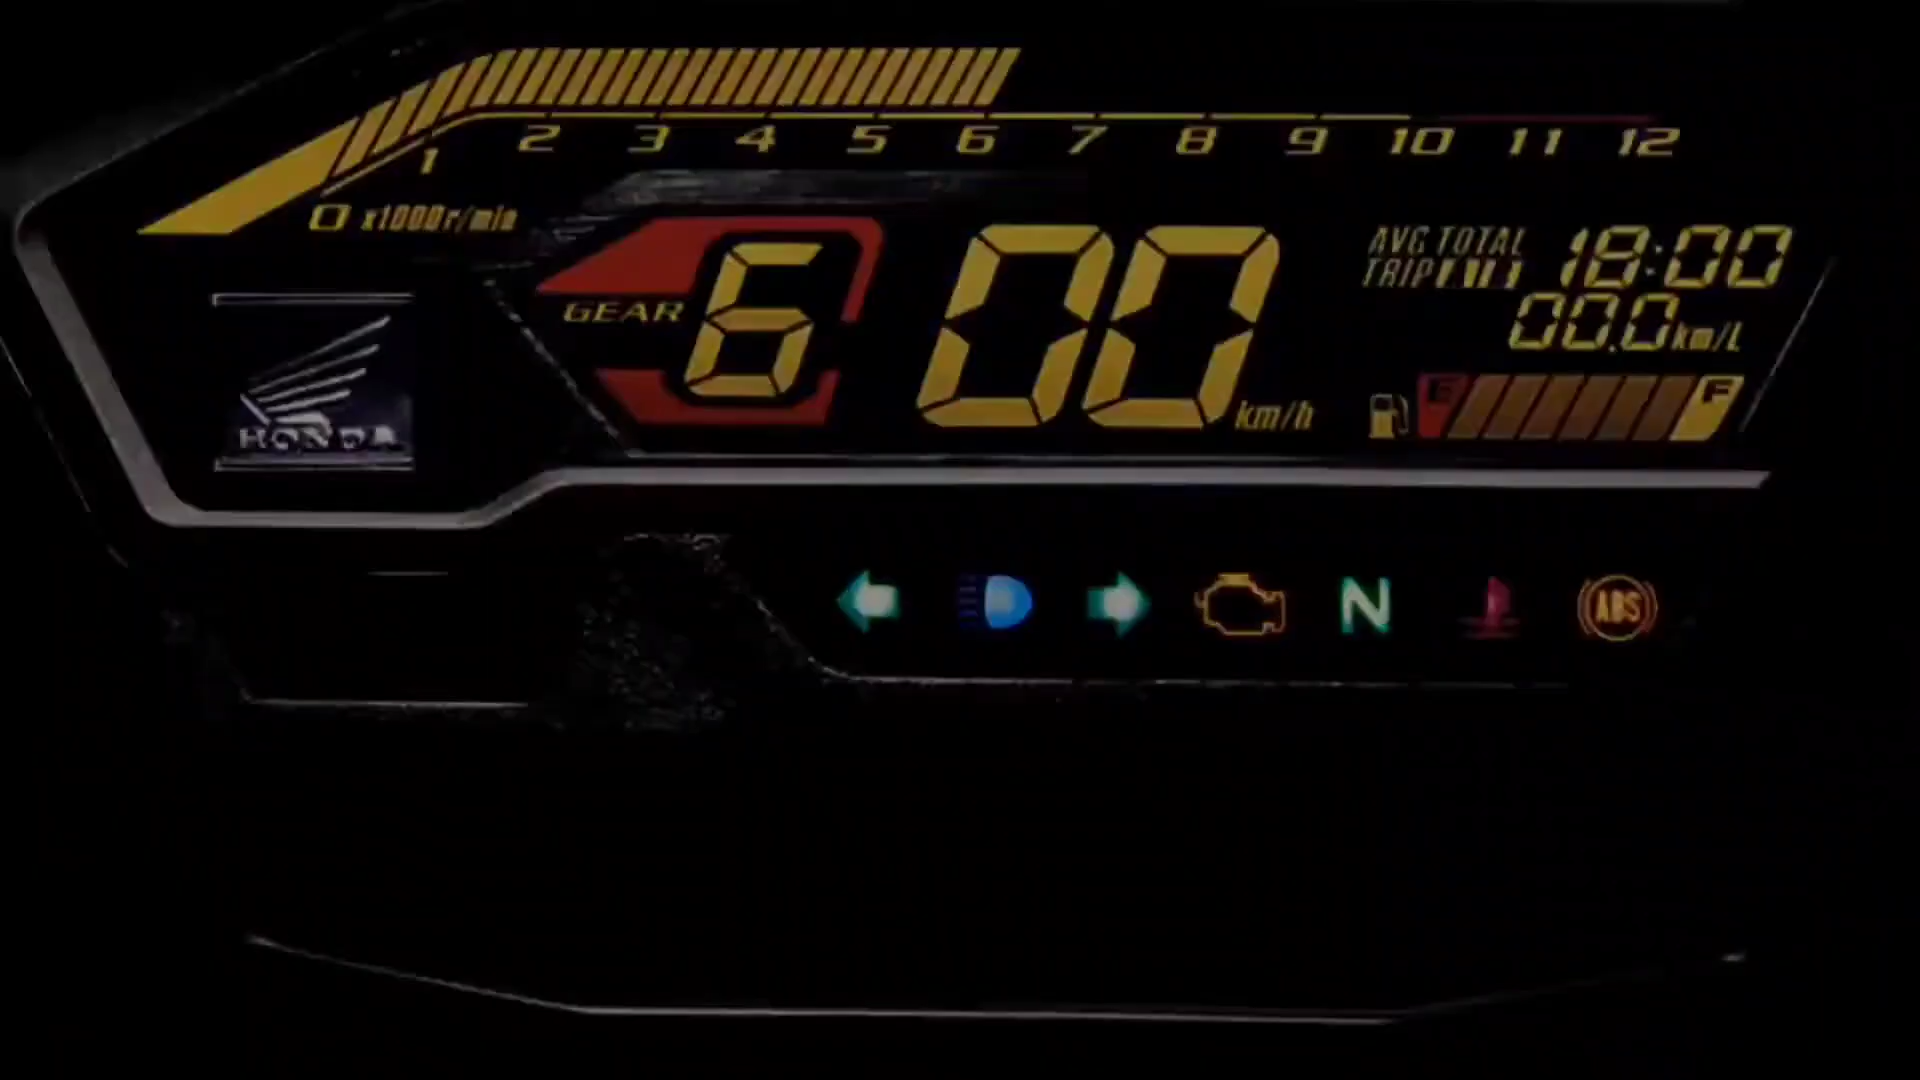 1 2 3 4 5 6 7 8 9 10 11 12
0 x1000r/min
AVG TOTAL 18:00
TRIP
00.0 km/L
GEAR 6 00 km/h
E F
HONDA
N ABS